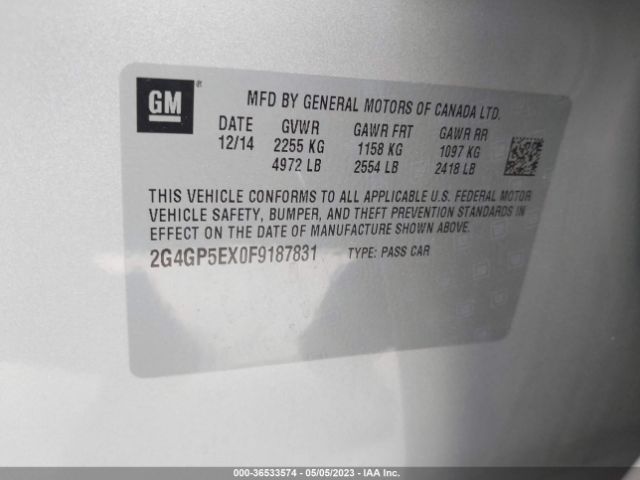 GM®
MFD BY GENERAL MOTORS OF CANADA LTD.
DATE GVWR GAWR FRT GAWR RR
12/14 2255 KG 1158 KG 1097 KG
4972 LB 2554 LB 2418 LB
THIS VEHICLE CONFORMS TO ALL APPLICABLE U.S. FEDERAL MOTOR
VEHICLE SAFETY, BUMPER, AND THEFT PREVENTION STANDARDS IN
EFFECT ON THE DATE OF MANUFACTURE SHOWN ABOVE.
2G4GP5EX0F9187831 TYPE: PASS CAR
000-36533574 - 05/05/2023 - IAA Inc.